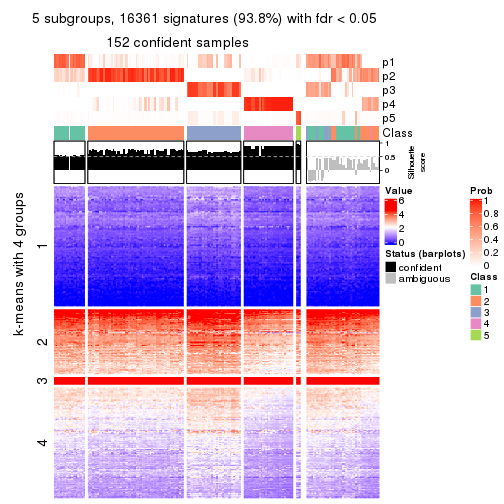 5 subgroups, 16361 signatures (93.8%) with fdr < 0.05
152 confident samples
p1
p2
p3
p4
p5
Class
1
0.5
0
Silhouette
score
k-means with 4 groups
1
2
3
4
Value
6
4
2
0
Status (barplots)
confident
ambiguous
Prob
1
0.8
0.6
0.4
0.2
0
Class
1
2
3
4
5